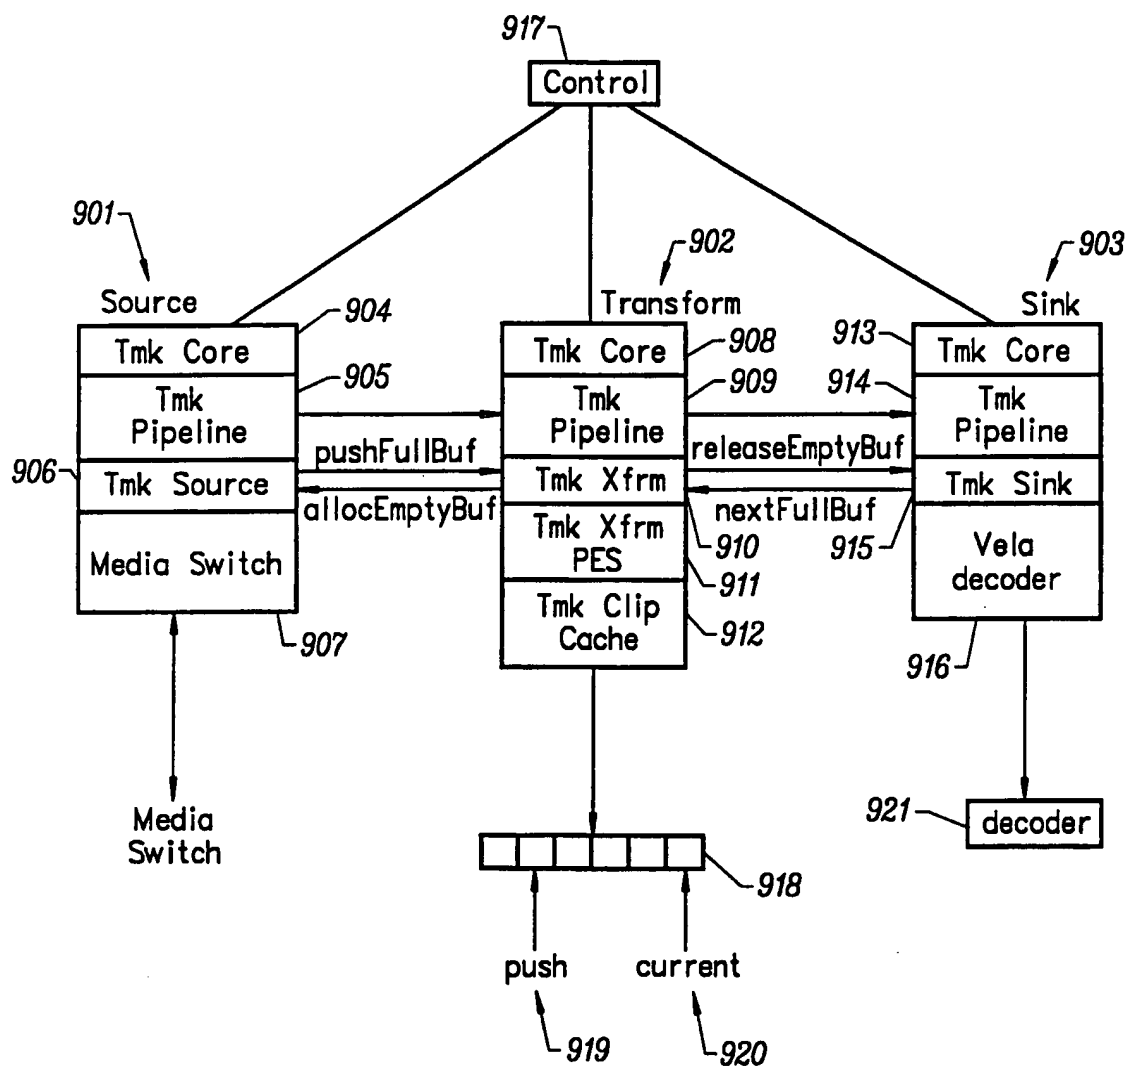 917
Control
901
902
903
Source
Transform
Sink
904
908
913
Tmk Core
Tmk Core
Tmk Core
905
909
914
Tmk
Pipeline
Tmk
Pipeline
Tmk
Pipeline
pushFullBuf
releaseEmptyBuf
906
Tmk Source
Tmk Xfrm
Tmk Sink
allocEmptyBuf
nextFullBuf
910
915
Media Switch
Tmk Xfrm
PES
Vela
decoder
911
Tmk Clip
Cache
912
907
916
Media
Switch
921
decoder
918
push
current
919
920